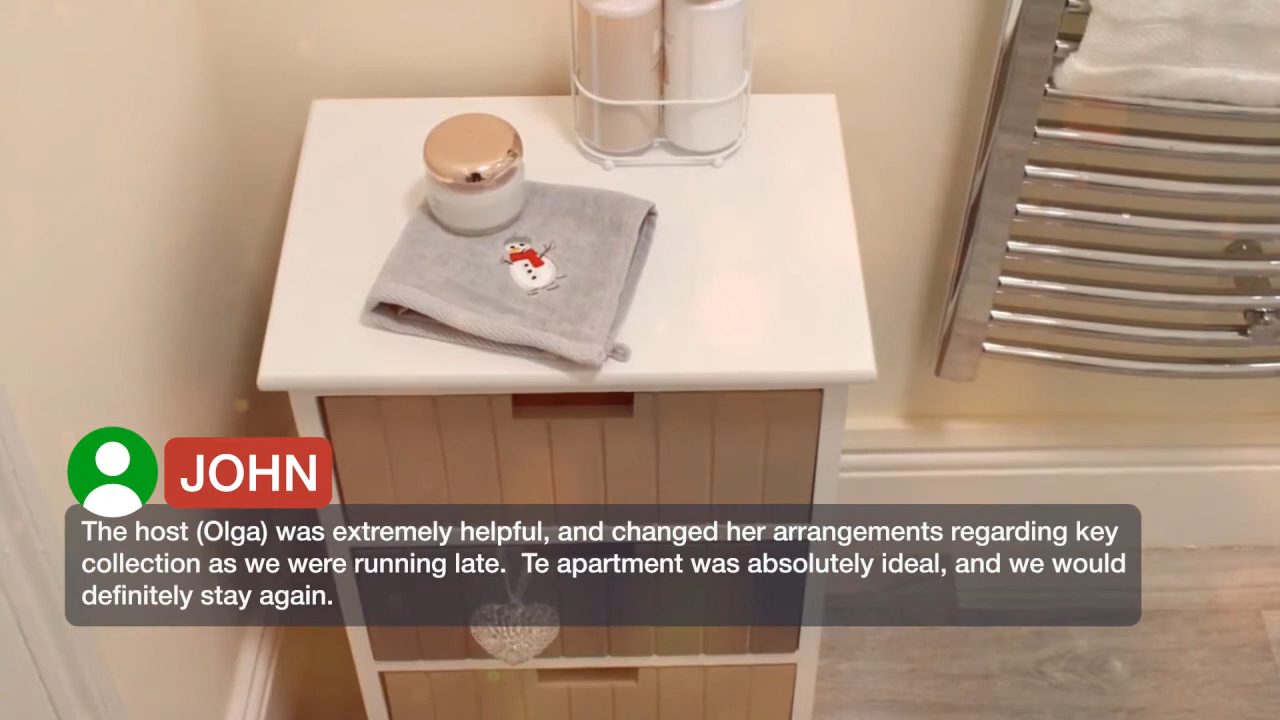 JOHN
The host (Olga) was extremely helpful, and changed her arrangements regarding key
collection as we were running late.  Te apartment was absolutely ideal, and we would
definitely stay again.